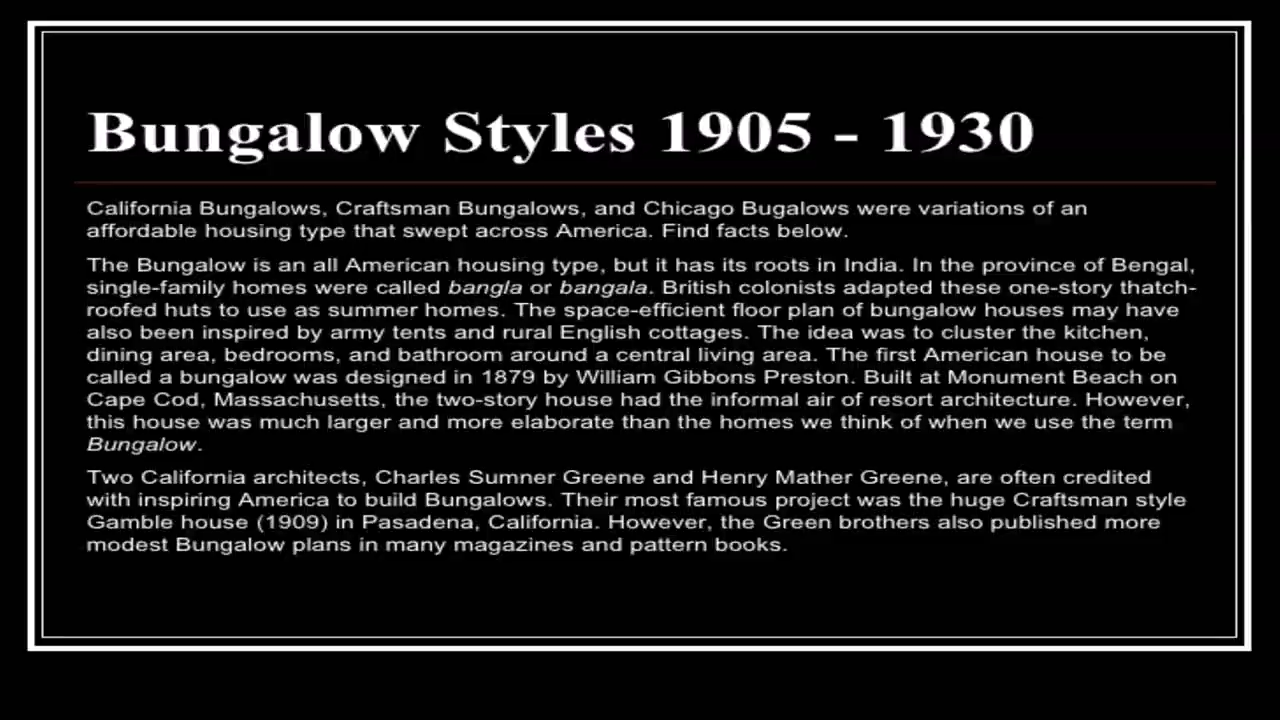 Bungalow Styles 1905 - 1930
California Bungalows, Craftsman Bungalows, and Chicago Bugalows were variations of an
affordable housing type that swept across America. Find facts below.
The Bungalow is an all American housing type, but it has its roots in India. In the province of Bengal,
single-family homes were called bangla or bangala. British colonists adapted these one-story thatch-
roofed huts to use as summer homes. The space-efficient floor plan of bungalow houses may have
also been inspired by army tents and rural English cottages. The idea was to cluster the kitchen,
dining area, bedrooms, and bathroom around a central living area. The first American house to be
called a bungalow was designed in 1879 by William Gibbons Preston. Built at Monument Beach on
Cape Cod, Massachusetts, the two-story house had the informal air of resort architecture. However,
this house was much larger and more elaborate than the homes we think of when we use the term
Bungalow.
Two California architects, Charles Sumner Greene and Henry Mather Greene, are often credited
with inspiring America to build Bungalows. Their most famous project was the huge Craftsman style
Gamble house (1909) in Pasadena, California. However, the Green brothers also published more
modest Bungalow plans in many magazines and pattern books.